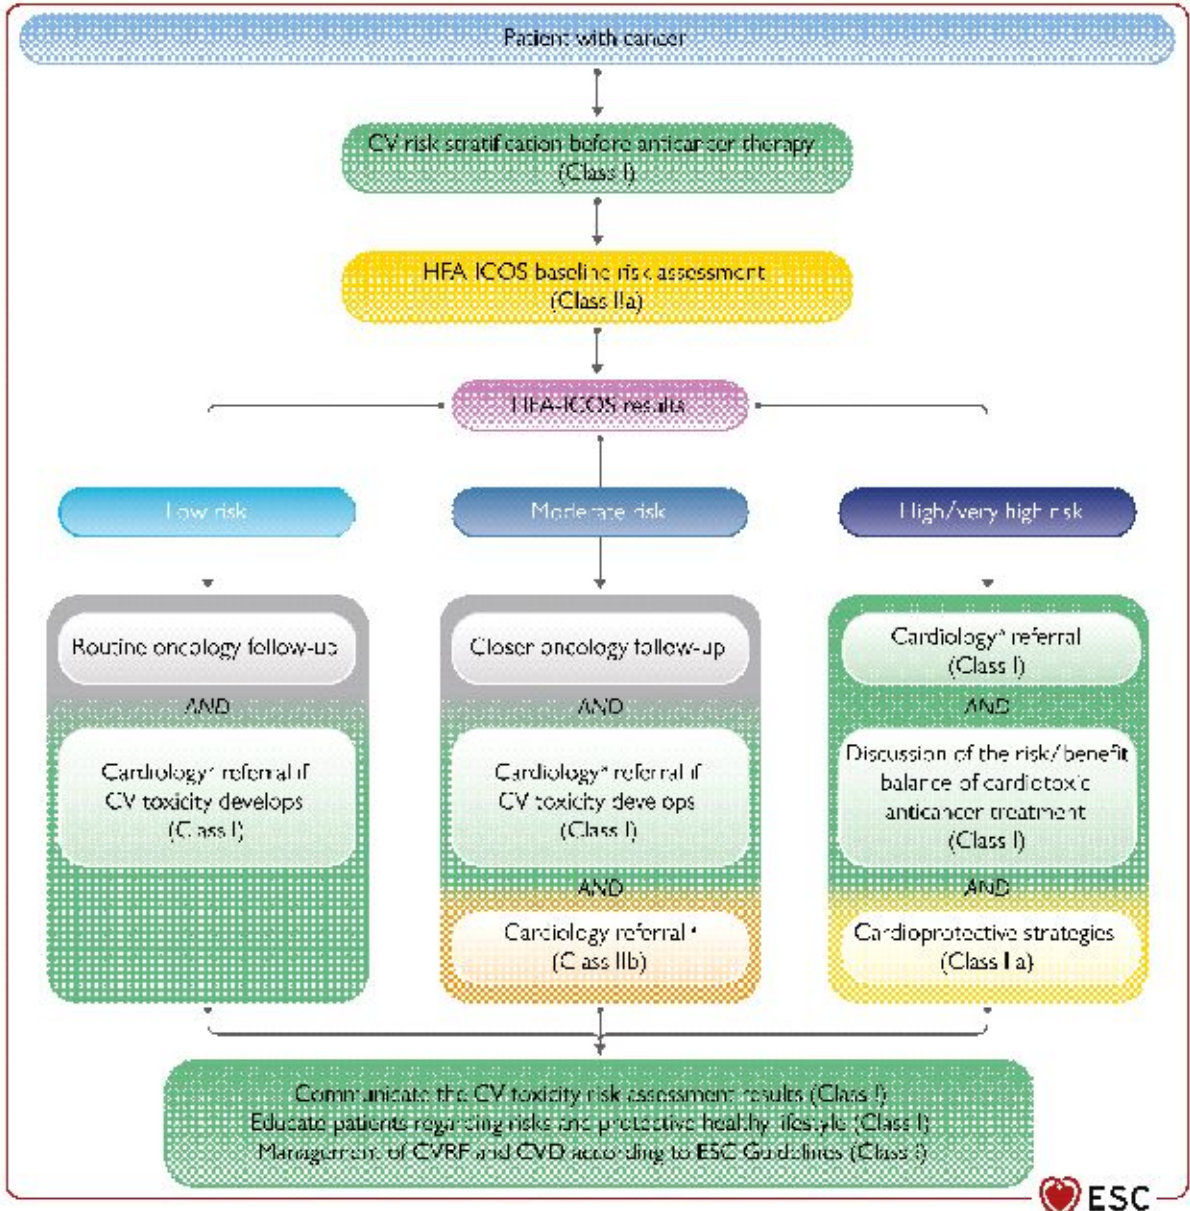 Patient with cancer
CV risk stratification before anticancer therapy
(Class I)
HFA-ICOS baseline risk assessment
(Class IIa)
HFA-ICOS results
Low risk
Moderate risk
High/very high risk
Routine oncology follow-up
AND
Cardiology referral if
CV toxicity develops
(Class I)
Closer oncology follow-up
AND
Cardiology referral if
CV toxicity develops
(Class I)
AND
Cardiology referral
(Class IIb)
Cardiology referral
(Class I)
AND
Discussion of the risk/benefit
balance of cardiotoxic
anticancer treatment
(Class I)
AND
Cardioprotective strategies
(Class IIa)
Communicate the CV toxicity risk assessment results (Class I)
Educate patients regarding risks and protective healthy lifestyle (Class I)
Management of CVRF and CVD according to ESC Guidelines (Class I)
ESC